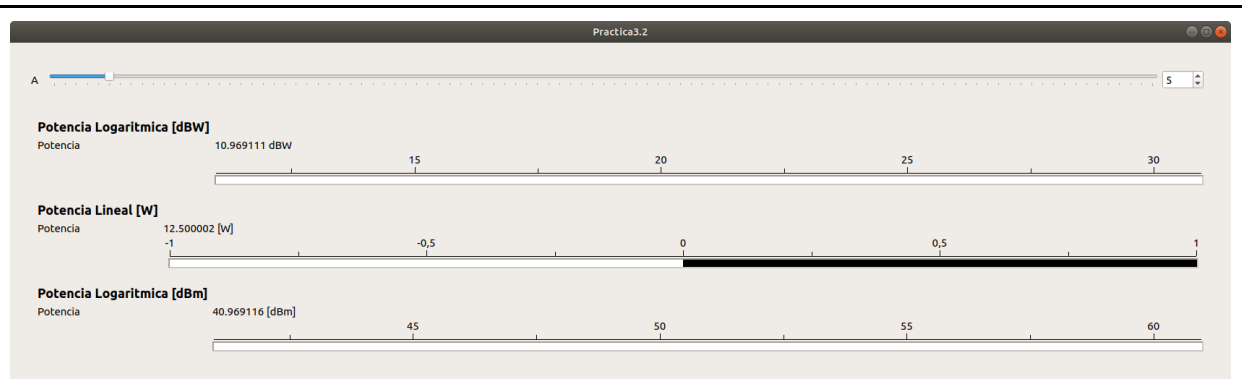 Practica3.2
A 5
Potencia Logaritmica [dBW]
Potencia 10.969111 dBW
15 20 25 30
Potencia Lineal [W]
Potencia 12.500002 [W]
-1 -0,5 0 0,5 1
Potencia Logaritmica [dBm]
Potencia 40.969116 [dBm]
45 50 55 60